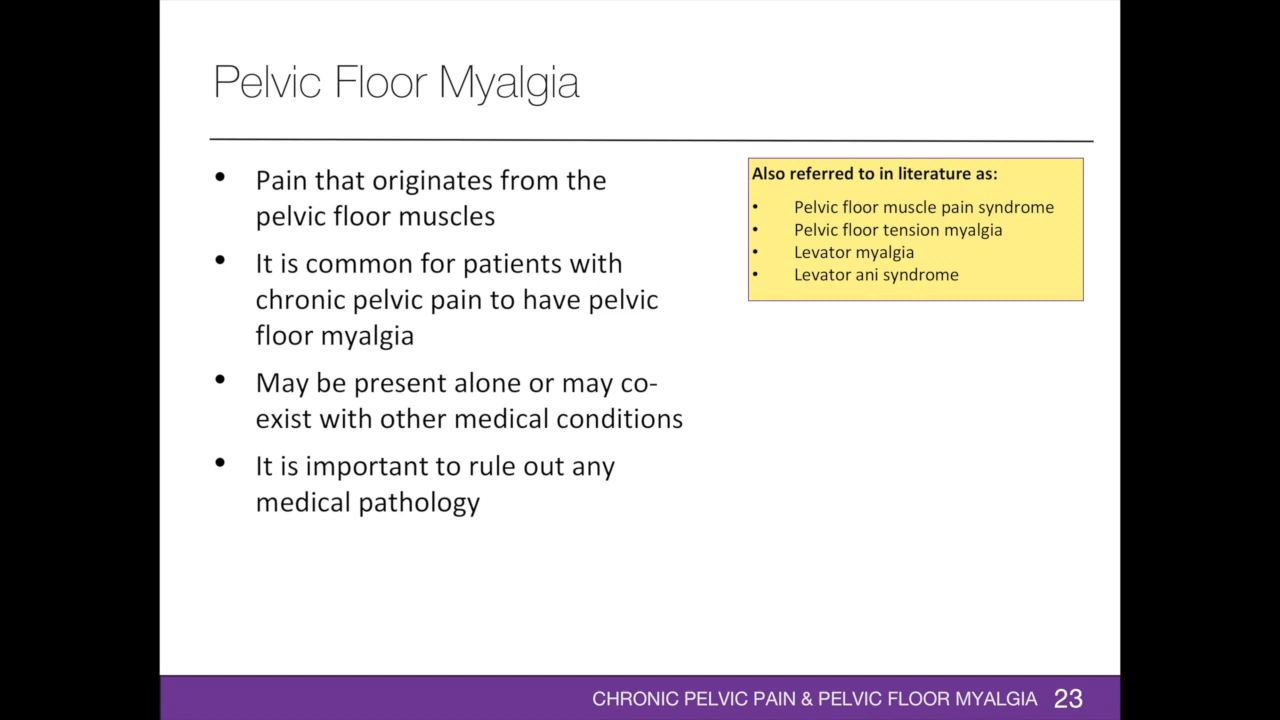 Pelvic Floor Myalgia
• Pain that originates from the
pelvic floor muscles
• It is common for patients with
chronic pelvic pain to have pelvic
floor myalgia
• May be present alone or may co-
exist with other medical conditions
• It is important to rule out any
medical pathology
Also referred to in literature as:
• Pelvic floor muscle pain syndrome
• Pelvic floor tension myalgia
• Levator myalgia
• Levator ani syndrome
CHRONIC PELVIC PAIN & PELVIC FLOOR MYALGIA 23